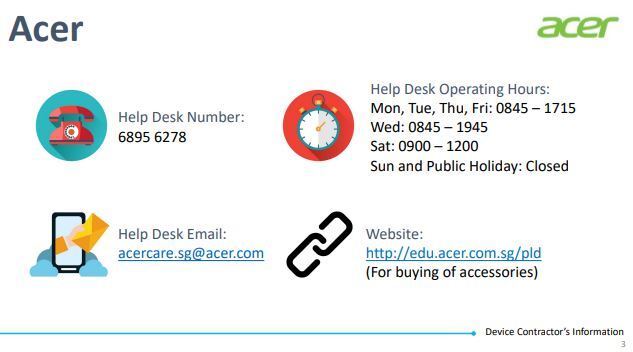 Acer
acer
Help Desk Number:
6895 6278
Help Desk Operating Hours:
Mon, Tue, Thu, Fri: 0845 – 1715
Wed: 0845 – 1945
Sat: 0900 – 1200
Sun and Public Holiday: Closed
Help Desk Email:
acercare.sg@acer.com
Website:
http://edu.acer.com.sg/pld
(For buying of accessories)
Device Contractor's Information
3